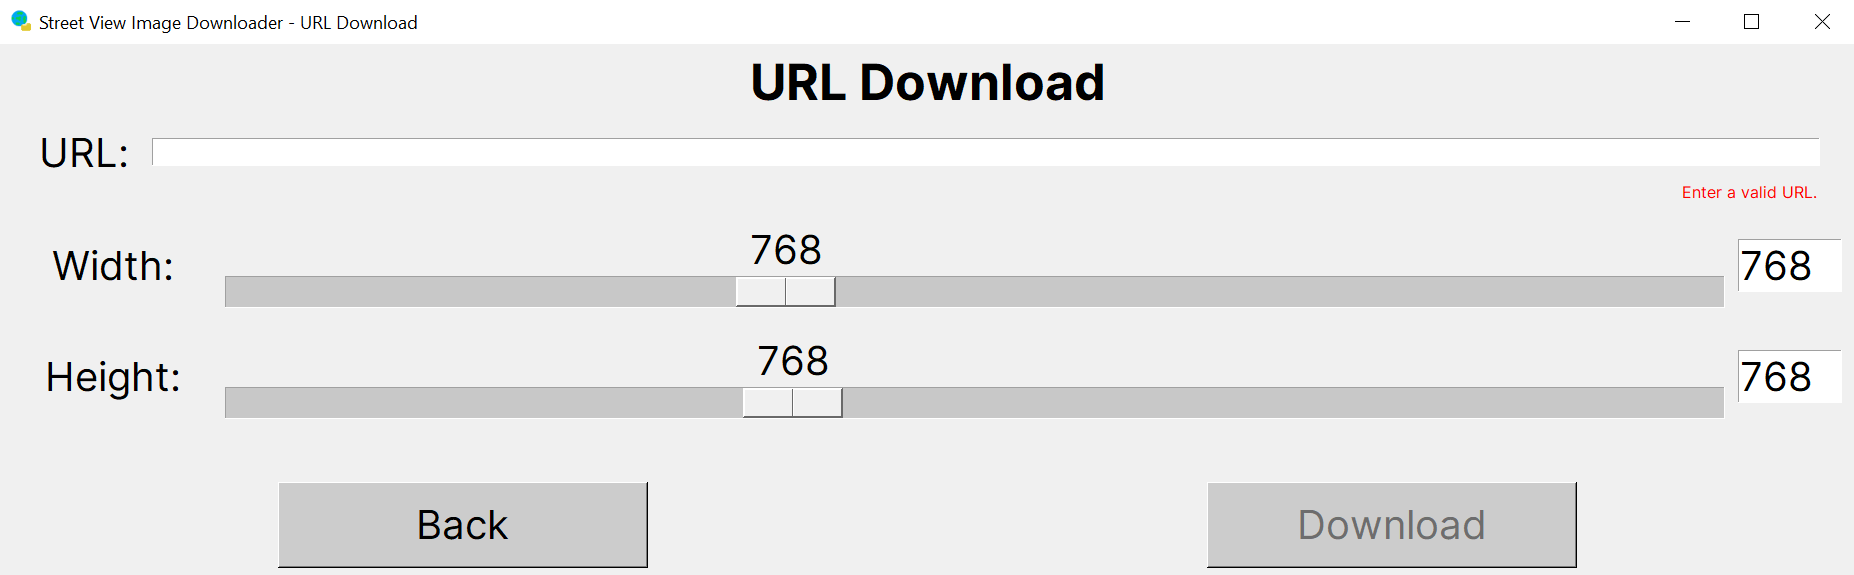 Street View Image Downloader - URL Download
URL Download
URL:
Enter a valid URL.
768
Width:
768
768
Height:
768
Back
Download